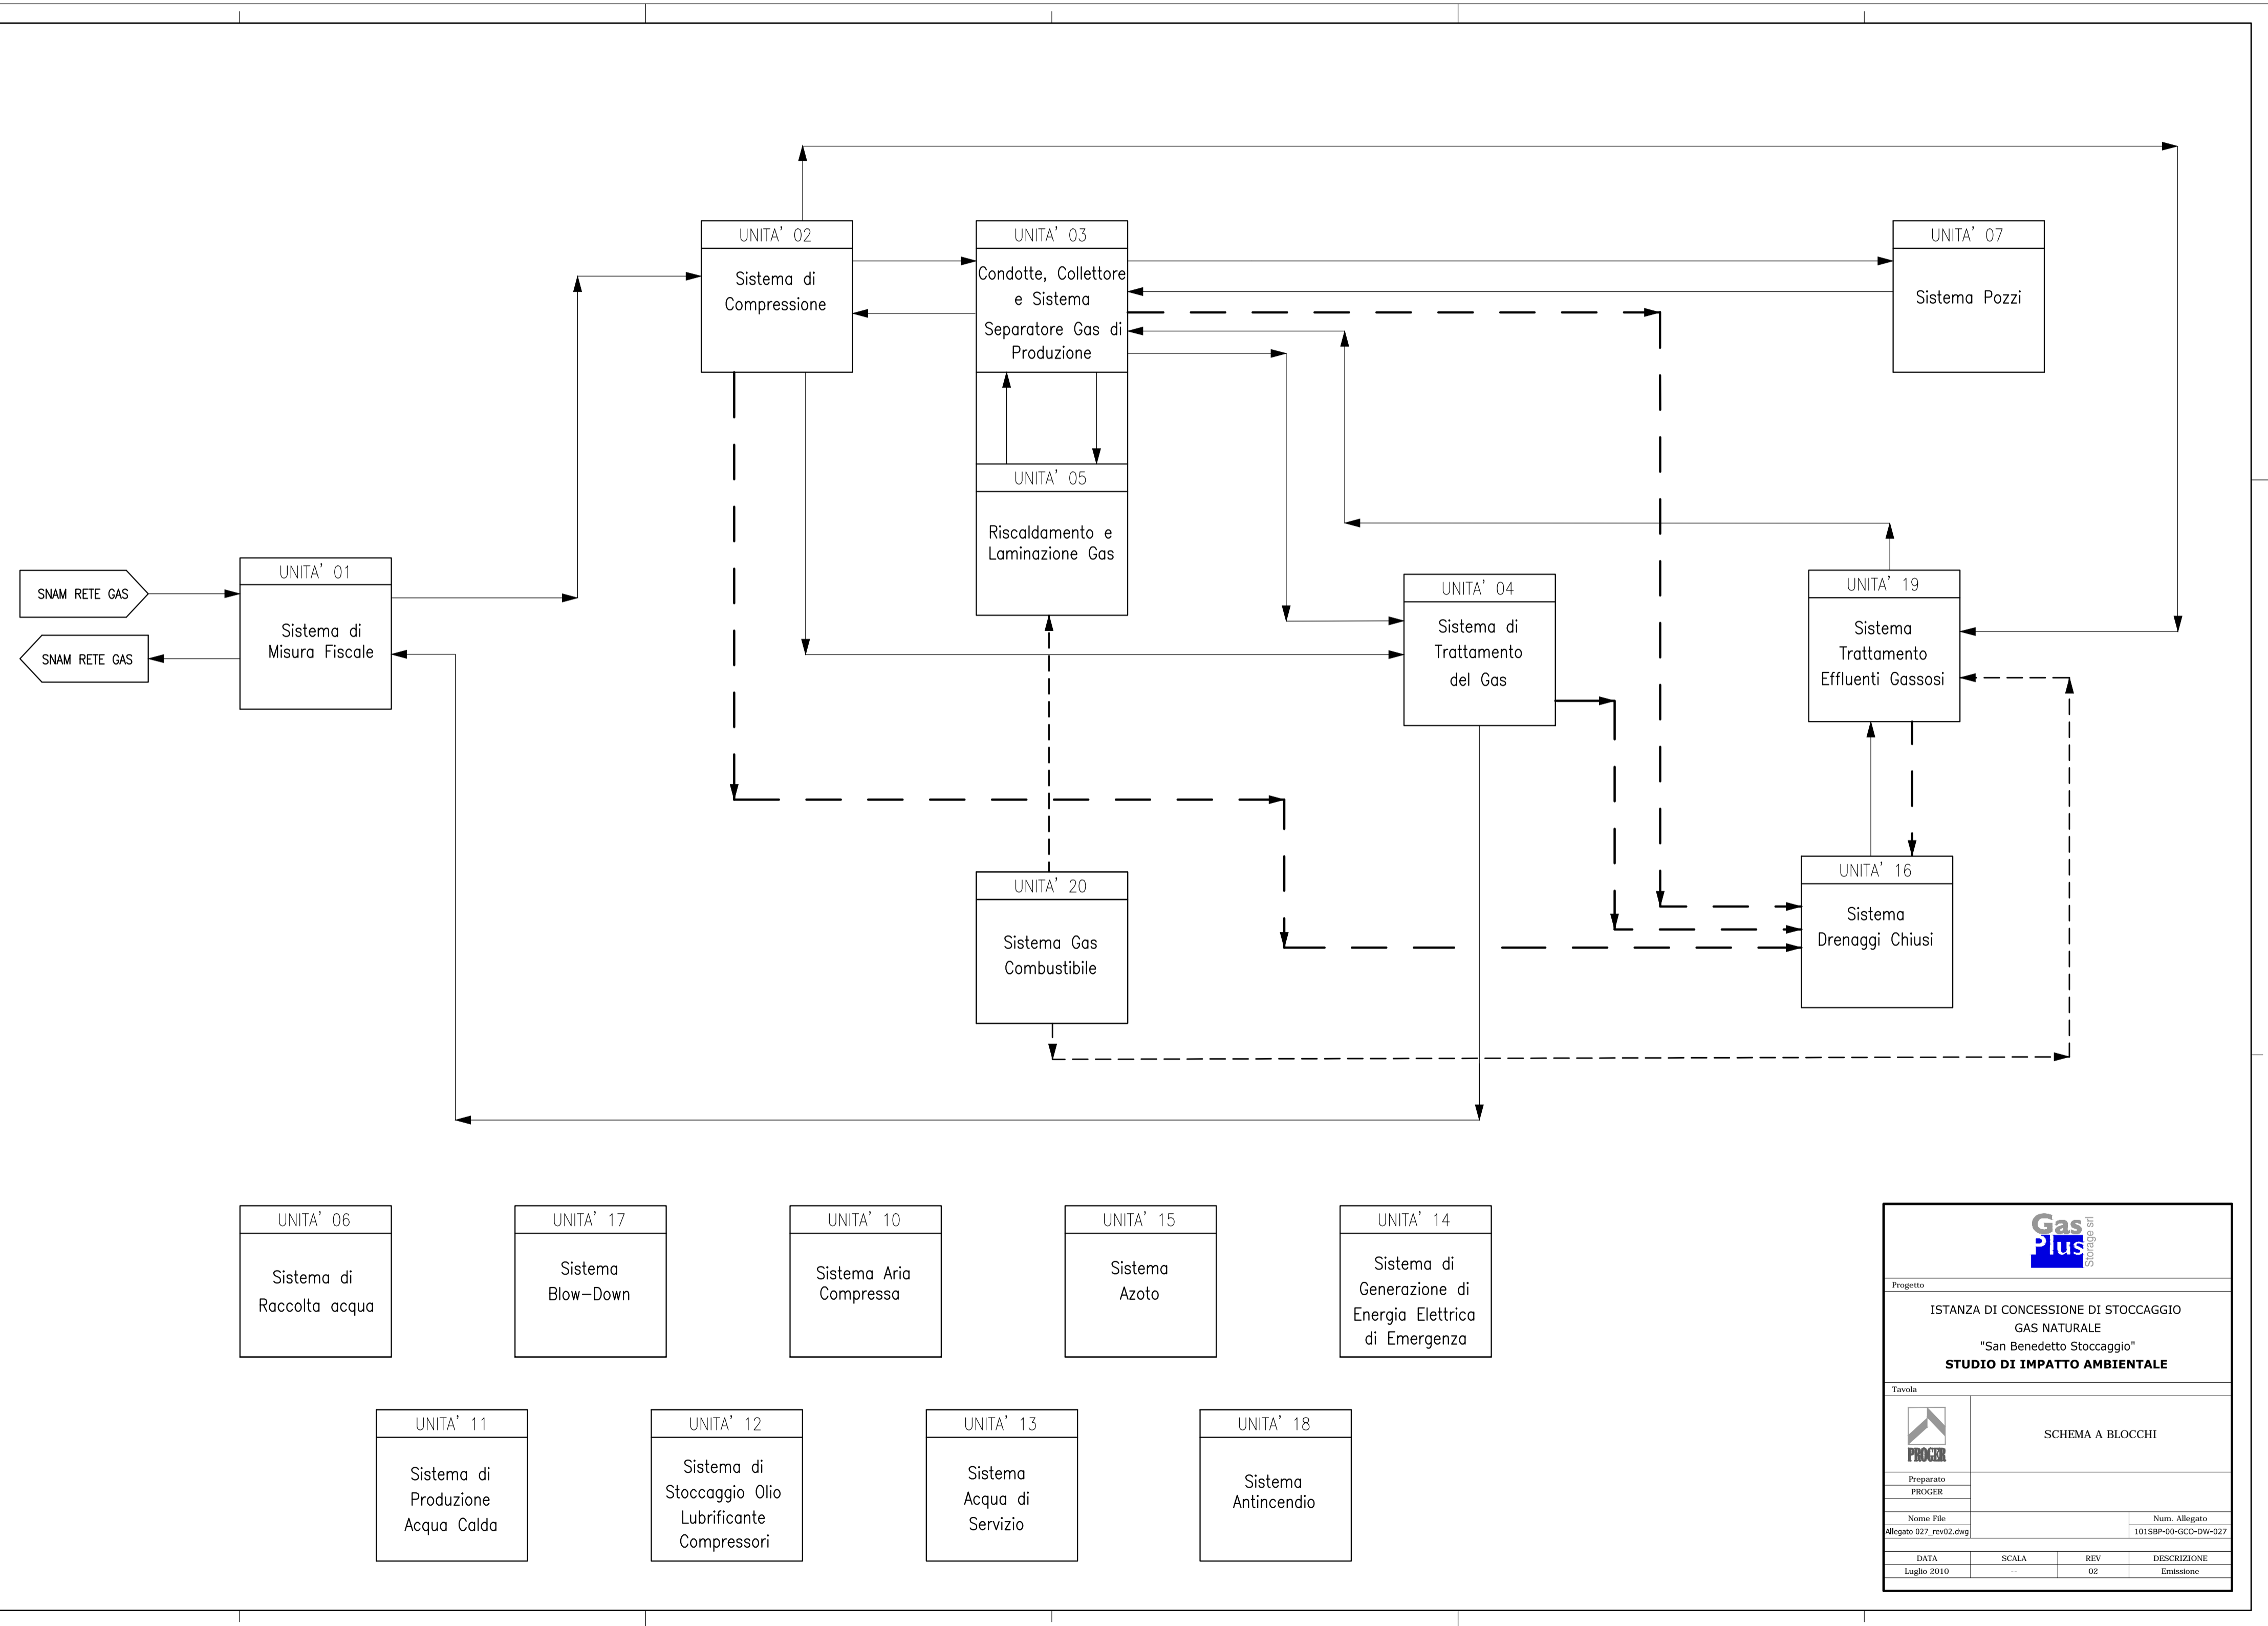 UNITA' 02
Sistema di
Compressione
UNITA' 03
Condotte, Collettore
e Sistema
Separatore Gas di
Produzione
UNITA' 07
Sistema Pozzi
UNITA' 05
Riscaldamento e
Laminazione Gas
SNAM RETE GAS
SNAM RETE GAS
UNITA' 01
Sistema di
Misura Fiscale
UNITA' 04
Sistema di
Trattamento
del Gas
UNITA' 19
Sistema
Trattamento
Effluenti Gassosi
UNITA' 20
Sistema Gas
Combustibile
UNITA' 16
Sistema
Drenaggi Chiusi
UNITA' 06
Sistema di
Raccolta acqua
UNITA' 17
Sistema
Blow-Down
UNITA' 10
Sistema Aria
Compressa
UNITA' 15
Sistema
Azoto
UNITA' 14
Sistema di
Generazione di
Energia Elettrica
di Emergenza
UNITA' 11
Sistema di
Produzione
Acqua Calda
UNITA' 12
Sistema di
Stoccaggio Olio
Lubrificante
Compressori
UNITA' 13
Sistema
Acqua di
Servizio
UNITA' 18
Sistema
Antincendio
Gas
Plus
Storage srl
Progetto
ISTANZA DI CONCESSIONE DI STOCCAGGIO
GAS NATURALE
"San Benedetto Stoccaggio"
STUDIO DI IMPATTO AMBIENTALE
Tavola
PROGER
SCHEMA A BLOCCHI
Preparato
PROGER
Nome File
Num. Allegato
Allegato 027_rev02.dwg
101SBP-00-GCO-DW-027
DATA SCALA REV DESCRIZIONE
Luglio 2010 -- 02 Emissione